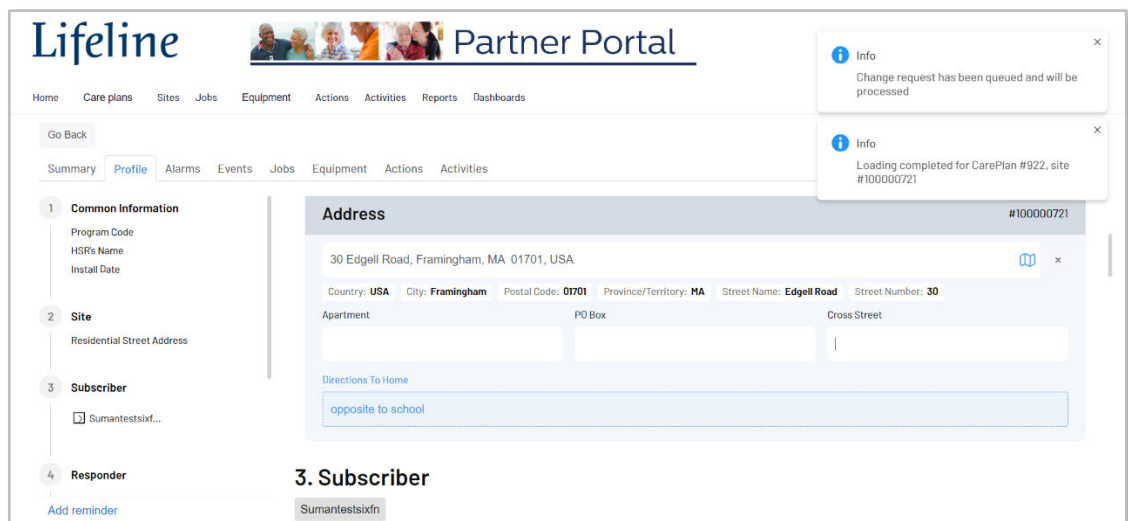 Lifeline
Partner Portal
Home Care plans Sites Jobs Equipment Actions Activities Reports Dashboards
Info
Change request has been queued and will be
processed
Info
Loading completed for CarePlan #922, site
#100000721
Go Back
Summary Profile Alarms Events Jobs Equipment Actions Activities
1 Common Information
Program Code
HSR's Name
Install Date
2 Site
Residential Street Address
3 Subscriber
Sumantestsixf...
4 Responder
Add reminder
Address #100000721
30 Edgell Road, Framingham, MA 01701, USA
Country: USA City: Framingham Postal Code: 01701 Province/Territory: MA Street Name: Edgell Road Street Number: 30
Apartment PO Box Cross Street
Directions To Home
opposite to school
3. Subscriber
Sumantestsixfn